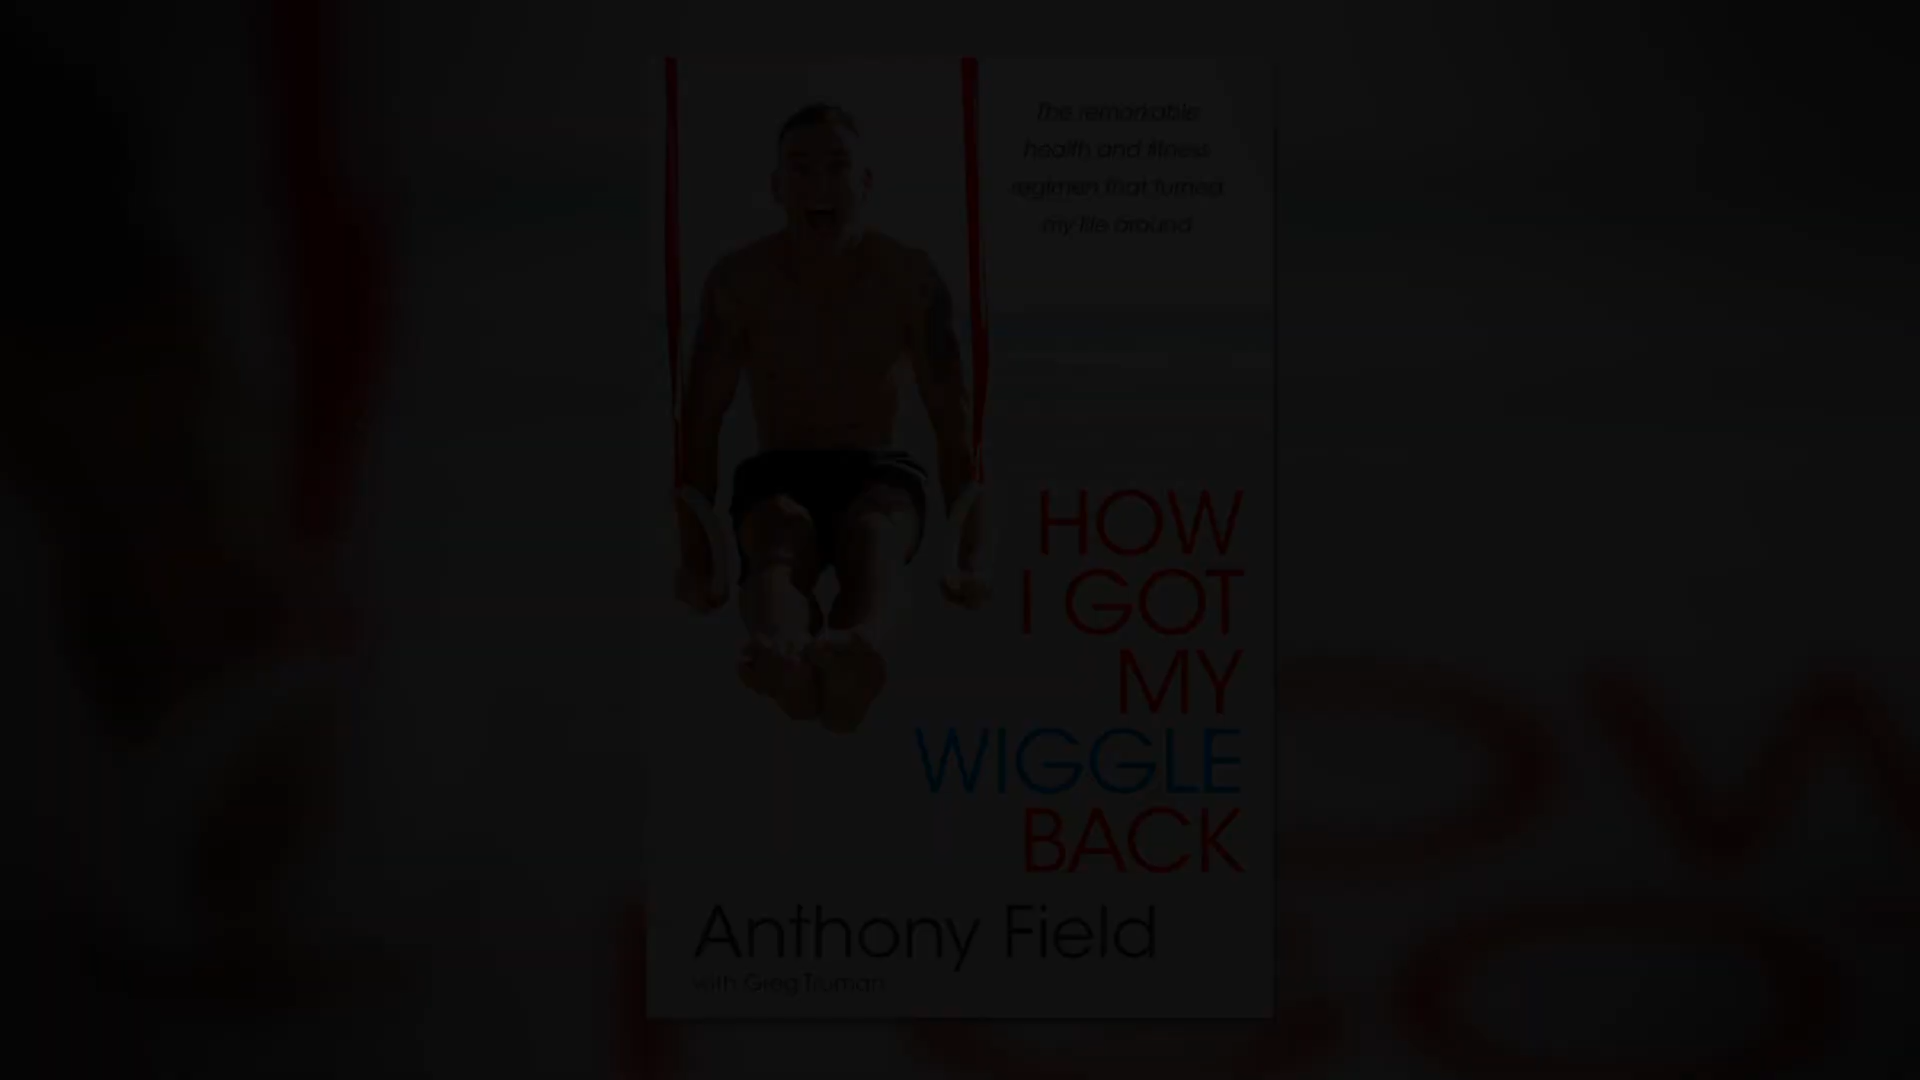 The remarkable
health and fitness
regimen that turned
my life around
HOW
I GOT
MY
WIGGLE
BACK
Anthony Field
with Greg Truman